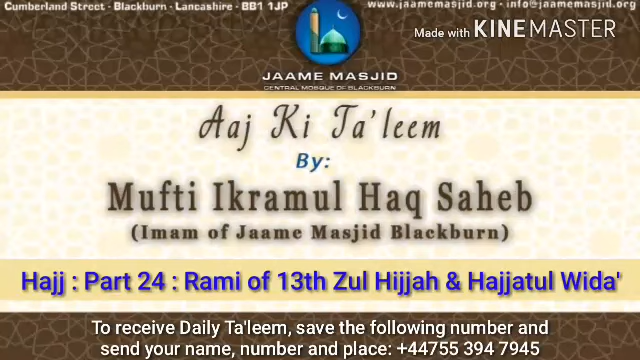 Cumberland Street - Blackburn - Lancashire - BB1 1JP
www.jaamemasjid.org - info@jaamemasjid.org
Made with KINEMASTER
JAAME MASJID
CENTRAL MOSQUE OF BLACKBURN
Aaj Ki Ta'leem
By:
Mufti Ikramul Haq Saheb
(Imam of Jaame Masjid Blackburn)
Hajj : Part 24 : Rami of 13th Zul Hijjah & Hajjatul Wida'
To receive Daily Ta'leem, save the following number and
send your name, number and place: +44755 394 7945